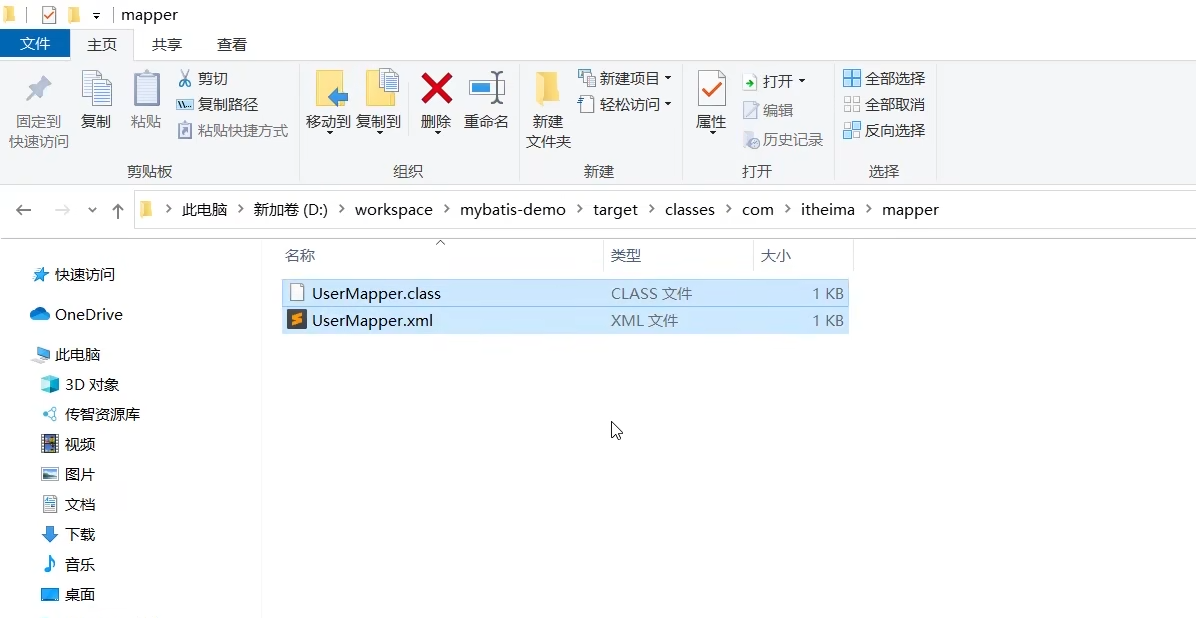 mapper
文件 主页 共享 查看
固定到快速访问
复制
粘贴
剪切
复制路径
粘贴快捷方式
剪贴板
移动到
复制到
删除
重命名
组织
新建文件夹
新建项目
轻松访问
新建
属性
打开
编辑
历史记录
打开
全部选择
全部取消
反向选择
选择
此电脑 新加卷 (D:) workspace mybatis-demo target classes com itheima mapper
名称 类型 大小
UserMapper.class CLASS 文件 1 KB
UserMapper.xml XML 文件 1 KB
快速访问
OneDrive
此电脑
3D 对象
传智资源库
视频
图片
文档
下载
音乐
桌面